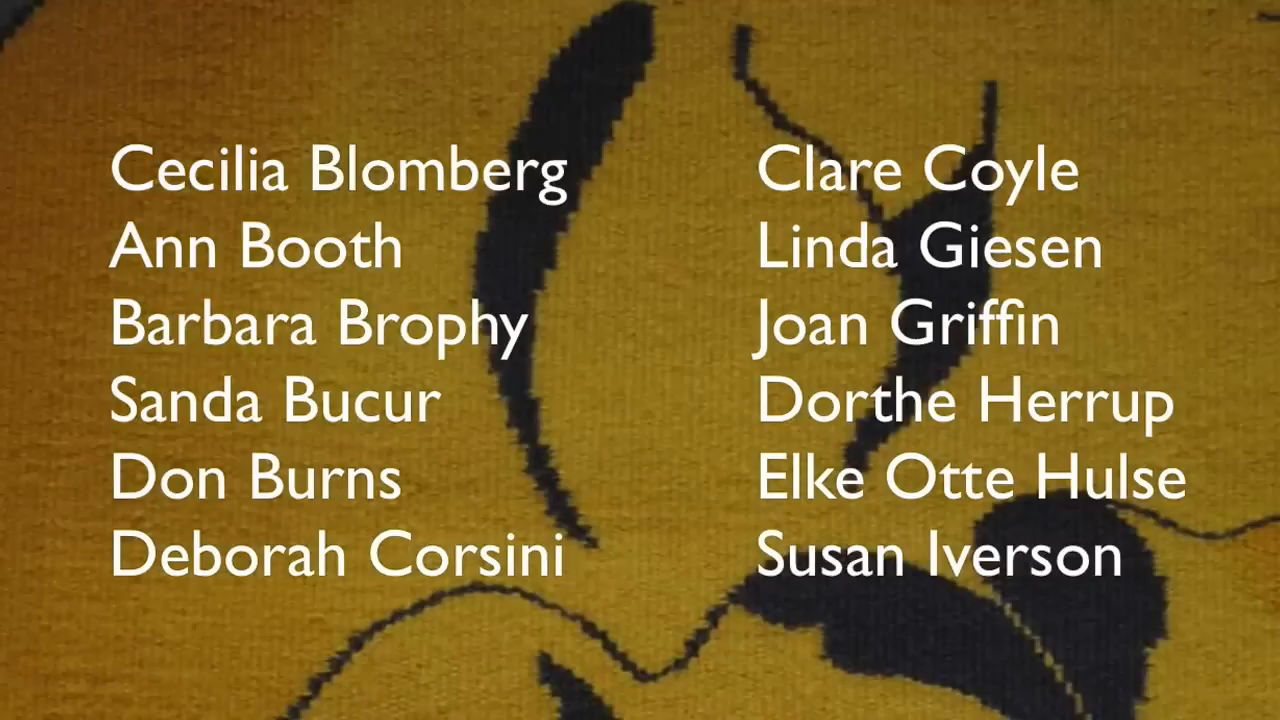 Cecilia Blomberg
Ann Booth
Barbara Brophy
Sanda Bucur
Don Burns
Deborah Corsini
Clare Coyle
Linda Giesen
Joan Griffin
Dorthe Herrup
Elke Otte Hulse
Susan Iverson